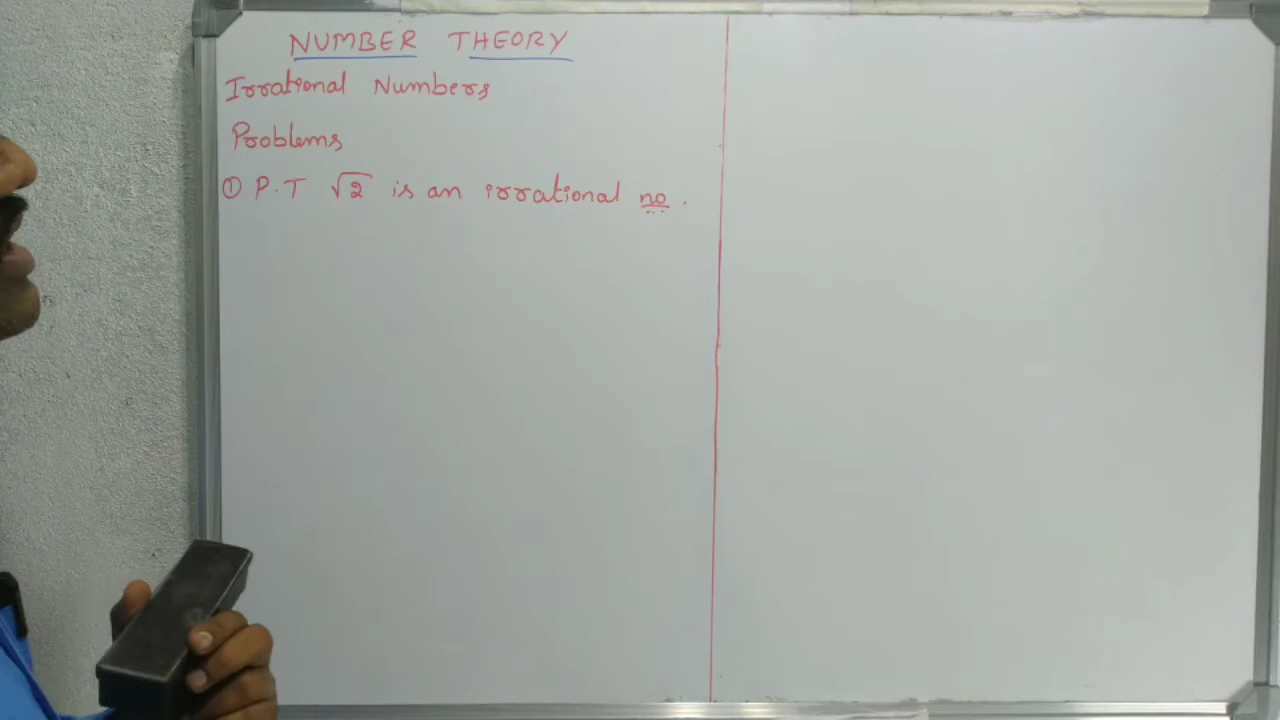 NUMBER THEORY
Irrational Numbers
Problems
① P.T √2 is an irrational no.